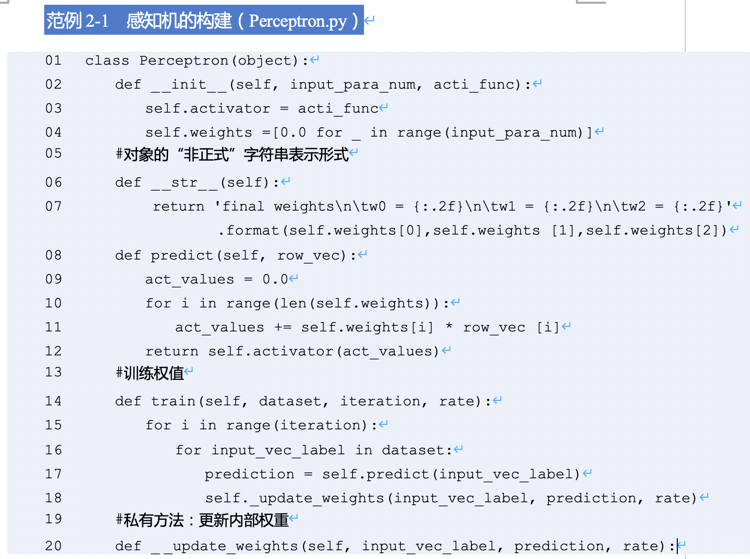 范例 2-1 感知机的构建（Perceptron.py）
01 class Perceptron(object):
02 def __init__(self, input_para_num, acti_func):
03 self.activator = acti_func
04 self.weights =[0.0 for _ in range(input_para_num)]
05 #对象的“非正式”字符串表示形式
06 def __str__(self):
07 return 'final weights\n\tw0 = {:.2f}\n\tw1 = {:.2f}\n\tw2 = {:.2f}'
.format(self.weights[0],self.weights [1],self.weights[2])
08 def predict(self, row_vec):
09 act_values = 0.0
10 for i in range(len(self.weights)):
11 act_values += self.weights[i] * row_vec [i]
12 return self.activator(act_values)
13 #训练权值
14 def train(self, dataset, iteration, rate):
15 for i in range(iteration):
16 for input_vec_label in dataset:
17 prediction = self.predict(input_vec_label)
18 self._update_weights(input_vec_label, prediction, rate)
19 #私有方法：更新内部权重
20 def __update_weights(self, input_vec_label, prediction, rate):